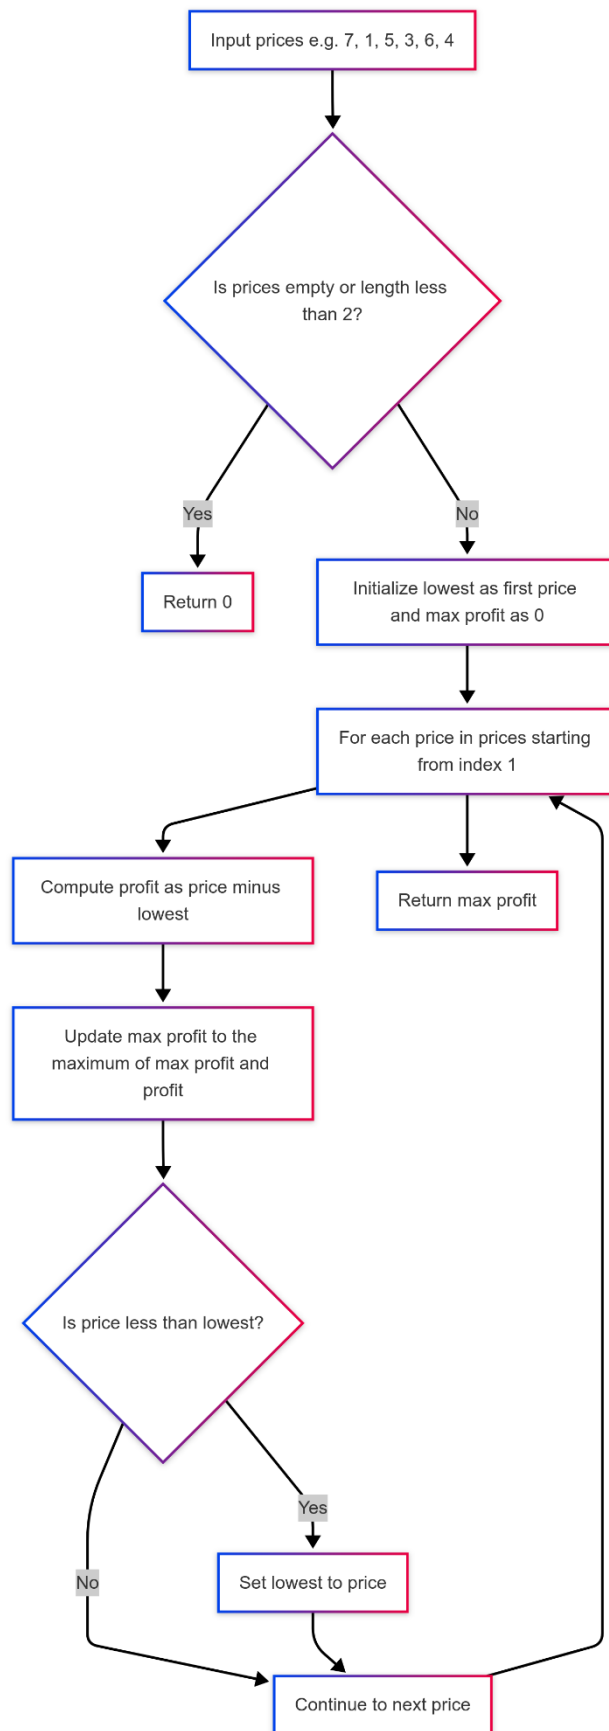 Input prices e.g. 7, 1, 5, 3, 6, 4
Is prices empty or length less
than 2?
Yes
No
Return 0
Initialize lowest as first price
and max profit as 0
For each price in prices starting
from index 1
Compute profit as price minus
lowest
Return max profit
Update max profit to the
maximum of max profit and
profit
Is price less than lowest?
Yes
No
Set lowest to price
Continue to next price